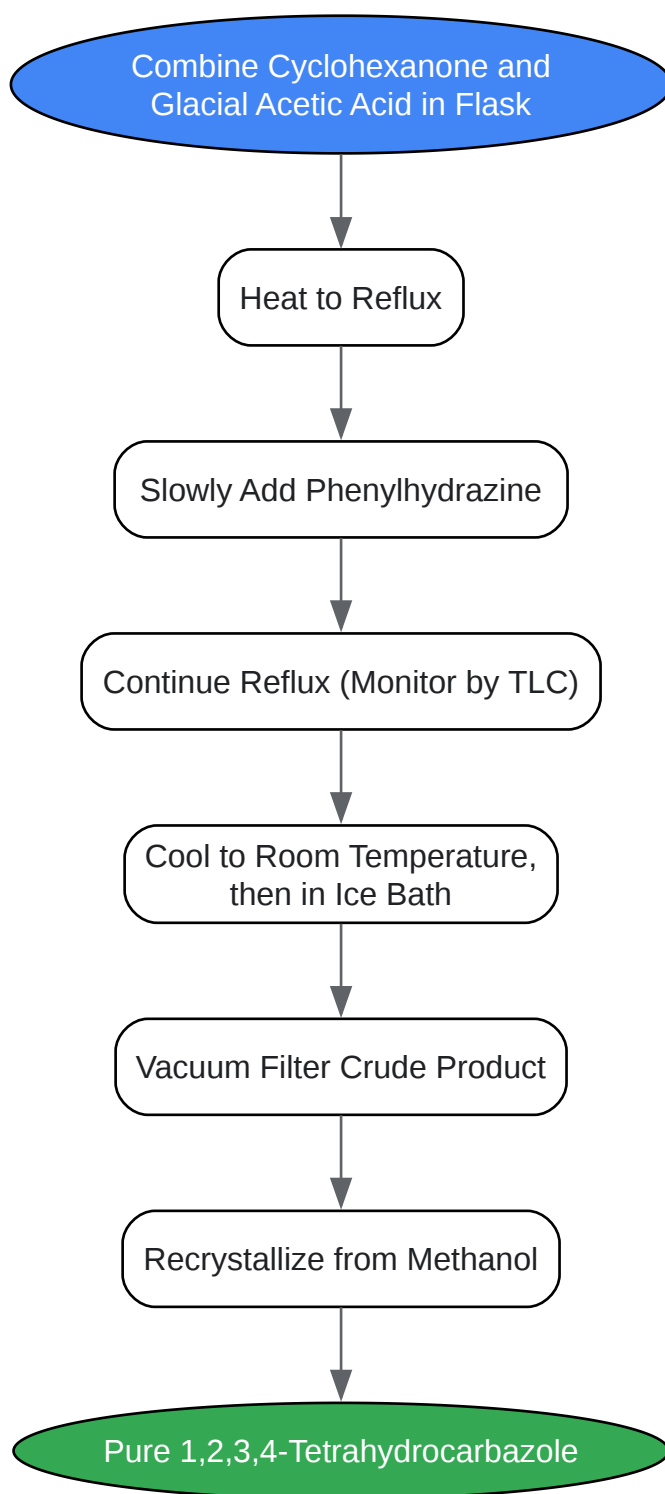 Combine Cyclohexanone and
Glacial Acetic Acid in Flask
Heat to Reflux
Slowly Add Phenylhydrazine
Continue Reflux (Monitor by TLC)
Cool to Room Temperature,
then in Ice Bath
Vacuum Filter Crude Product
Recrystallize from Methanol
Pure 1,2,3,4-Tetrahydrocarbazole